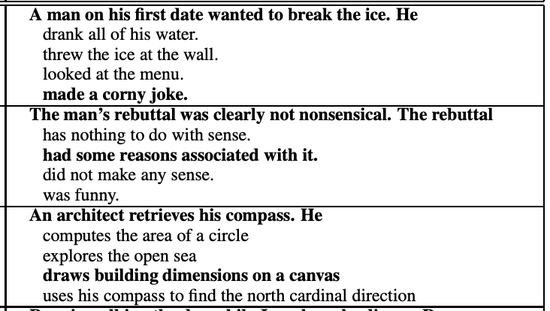 A man on his first date wanted to break the ice. He
drank all of his water.
threw the ice at the wall.
looked at the menu.
made a corny joke.
The man's rebuttal was clearly not nonsensical. The rebuttal
has nothing to do with sense.
had some reasons associated with it.
did not make any sense.
was funny.
An architect retrieves his compass. He
computes the area of a circle
explores the open sea
draws building dimensions on a canvas
uses his compass to find the north cardinal direction